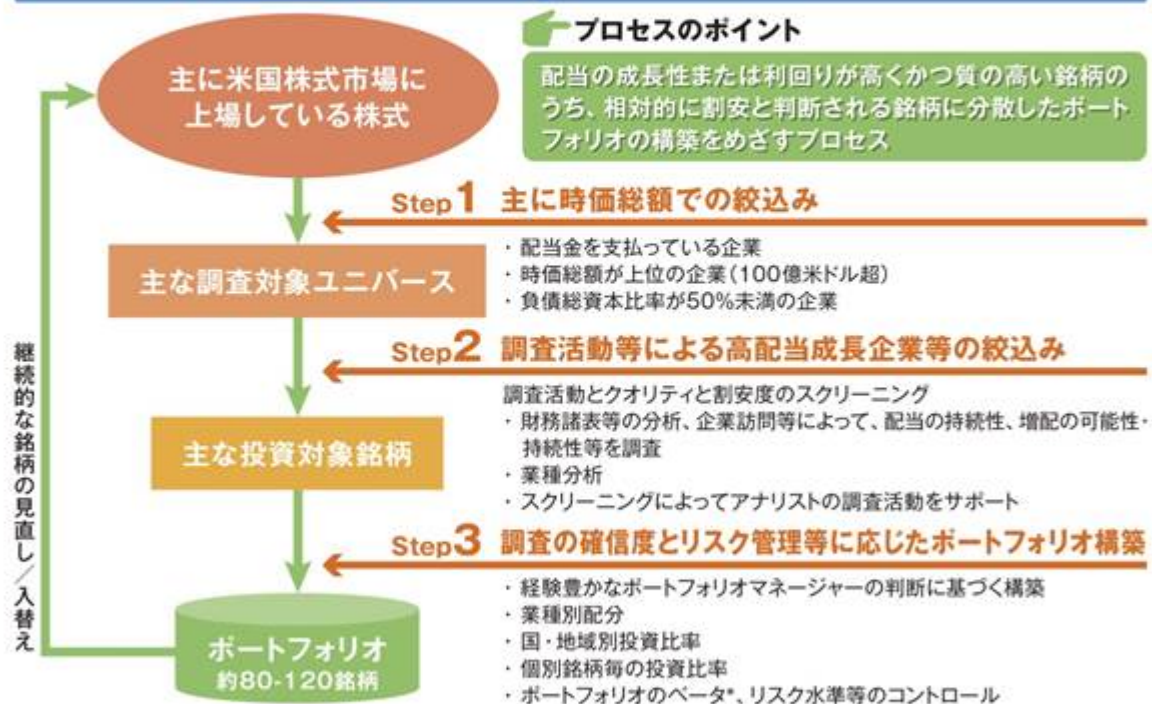 主に米国株式市場に
上場している株式
プロセスのポイント
配当の成長性または利回りが高くかつ質の高い銘柄の
うち、相対的に割安と判断される銘柄に分散したポート
フォリオの構築をめざすプロセス
Step1 主に時価総額での絞込み
・配当金を支払っている企業
・時価総額が上位の企業（100億米ドル超）
・負債総資本比率が50%未満の企業
主な調査対象ユニバース
Step2 調査活動等による高配当成長企業等の絞込み
調査活動とクオリティと割安度のスクリーニング
・財務諸表等の分析、企業訪問等によって、配当の持続性、増配の可能性・
持続性等を調査
・業種分析
・スクリーニングによってアナリストの調査活動をサポート
主な投資対象銘柄
Step3 調査の確信度とリスク管理等に応じたポートフォリオ構築
・経験豊かなポートフォリオマネージャーの判断に基づく構築
・業種別配分
・国・地域別投資比率
・個別銘柄毎の投資比率
・ポートフォリオのベータ*、リスク水準等のコントロール
ポートフォリオ
約80-120銘柄
継続的な銘柄の見直し／入替え